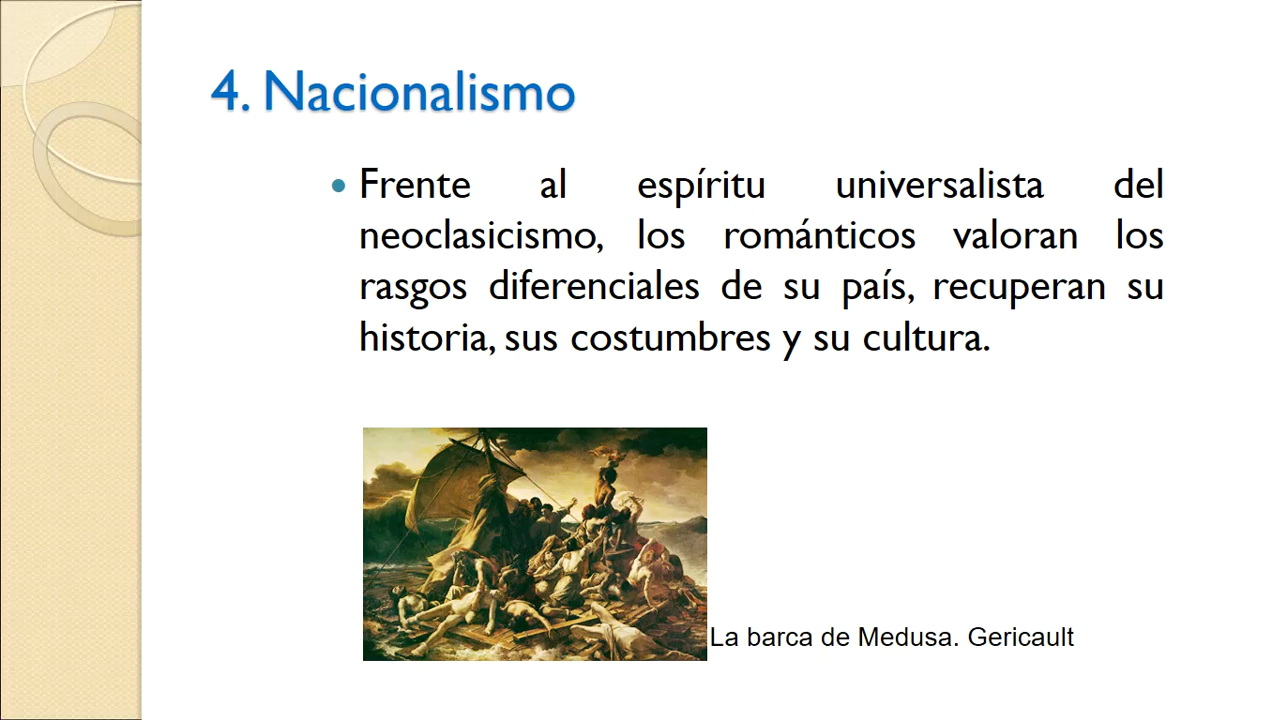 4. Nacionalismo
• Frente al espíritu universalista del
neoclasicismo, los románticos valoran los
rasgos diferenciales de su país, recuperan su
historia, sus costumbres y su cultura.
La barca de Medusa. Gericault